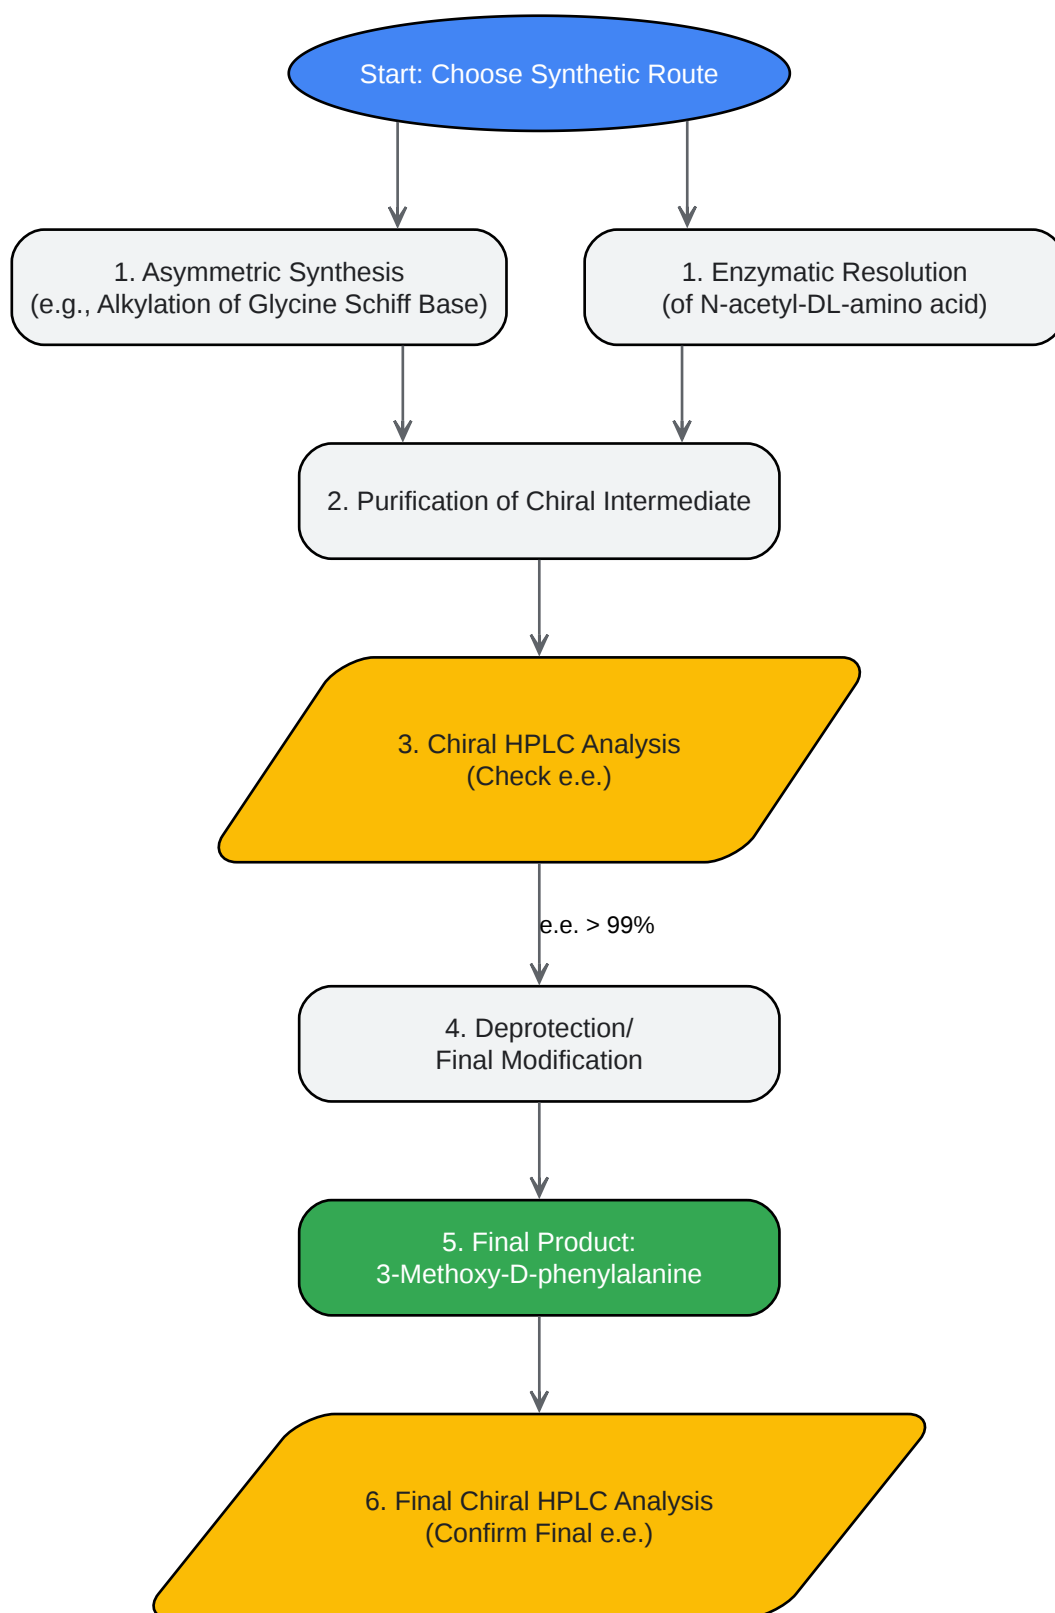 Start: Choose Synthetic Route
1. Asymmetric Synthesis
(e.g., Alkylation of Glycine Schiff Base)
1. Enzymatic Resolution
(of N-acetyl-DL-amino acid)
2. Purification of Chiral Intermediate
3. Chiral HPLC Analysis
(Check e.e.)
e.e. > 99%
4. Deprotection/
Final Modification
5. Final Product:
3-Methoxy-D-phenylalanine
6. Final Chiral HPLC Analysis
(Confirm Final e.e.)